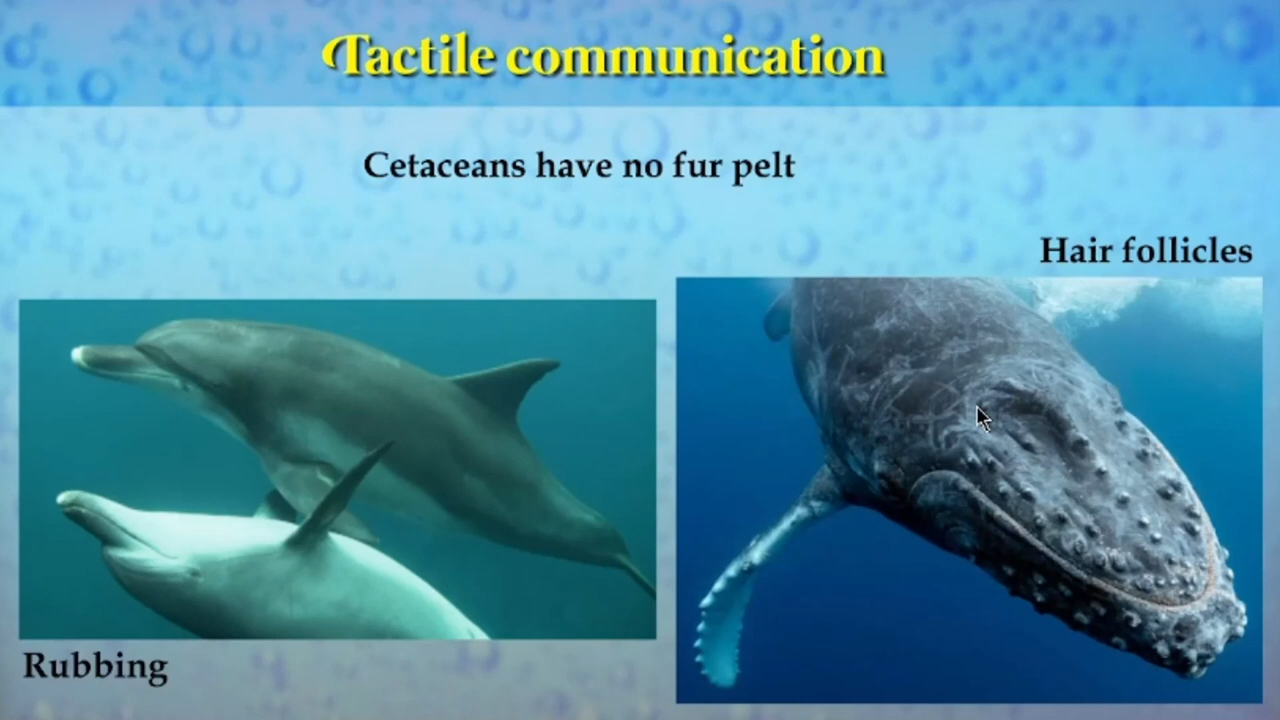 Tactile communication
Cetaceans have no fur pelt
Hair follicles
Rubbing